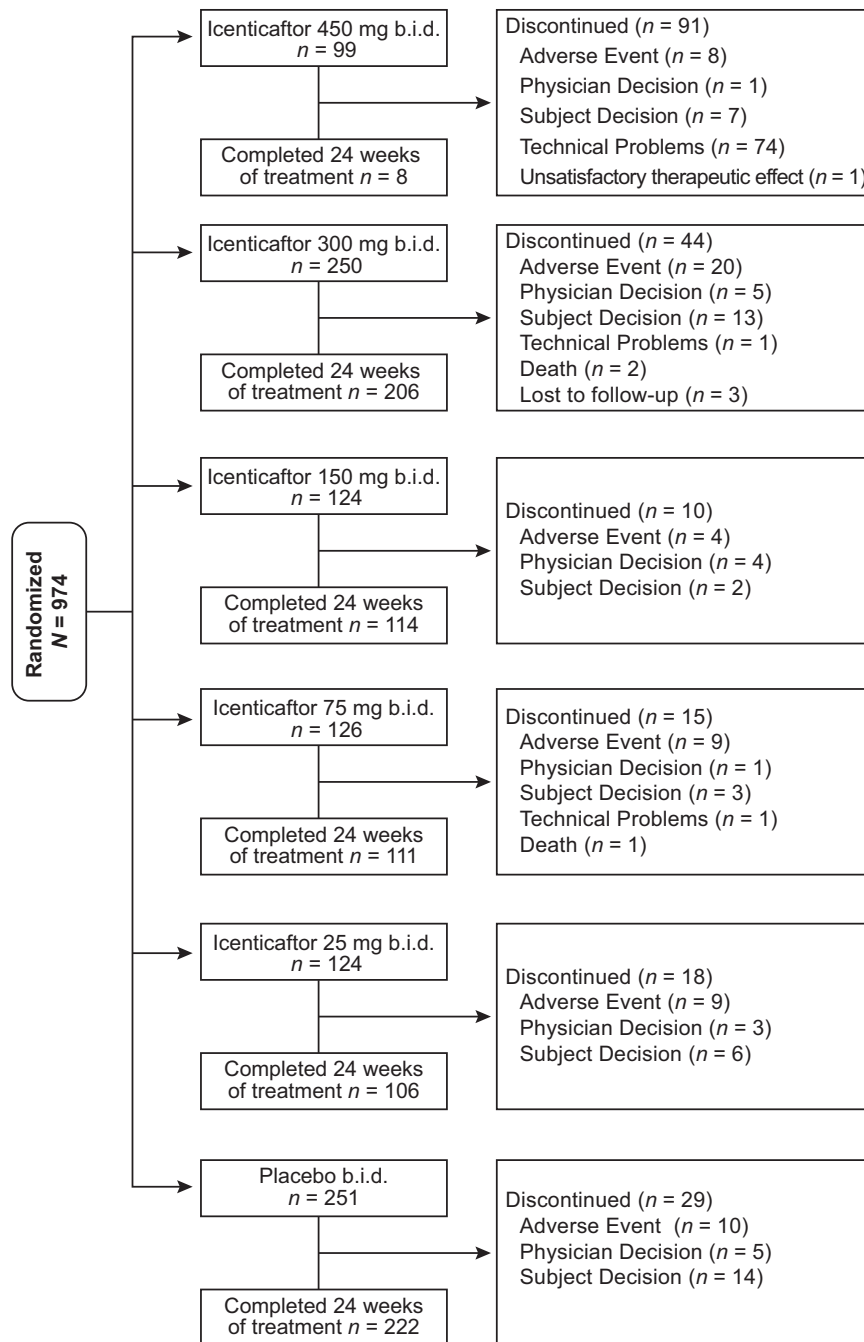 Randomized
N = 974
Icenticaftor 450 mg b.i.d.
n = 99
Completed 24 weeks
of treatment n = 8
Discontinued (n = 91)
Adverse Event (n = 8)
Physician Decision (n = 1)
Subject Decision (n = 7)
Technical Problems (n = 74)
Unsatisfactory therapeutic effect (n = 1)
Icenticaftor 300 mg b.i.d.
n = 250
Completed 24 weeks
of treatment n = 206
Discontinued (n = 44)
Adverse Event (n = 20)
Physician Decision (n = 5)
Subject Decision (n = 13)
Technical Problems (n = 1)
Death (n = 2)
Lost to follow-up (n = 3)
Icenticaftor 150 mg b.i.d.
n = 124
Completed 24 weeks
of treatment n = 114
Discontinued (n = 10)
Adverse Event (n = 4)
Physician Decision (n = 4)
Subject Decision (n = 2)
Icenticaftor 75 mg b.i.d.
n = 126
Completed 24 weeks
of treatment n = 111
Discontinued (n = 15)
Adverse Event (n = 9)
Physician Decision (n = 1)
Subject Decision (n = 3)
Technical Problems (n = 1)
Death (n = 1)
Icenticaftor 25 mg b.i.d.
n = 124
Completed 24 weeks
of treatment n = 106
Discontinued (n = 18)
Adverse Event (n = 9)
Physician Decision (n = 3)
Subject Decision (n = 6)
Placebo b.i.d.
n = 251
Completed 24 weeks
of treatment n = 222
Discontinued (n = 29)
Adverse Event (n = 10)
Physician Decision (n = 5)
Subject Decision (n = 14)